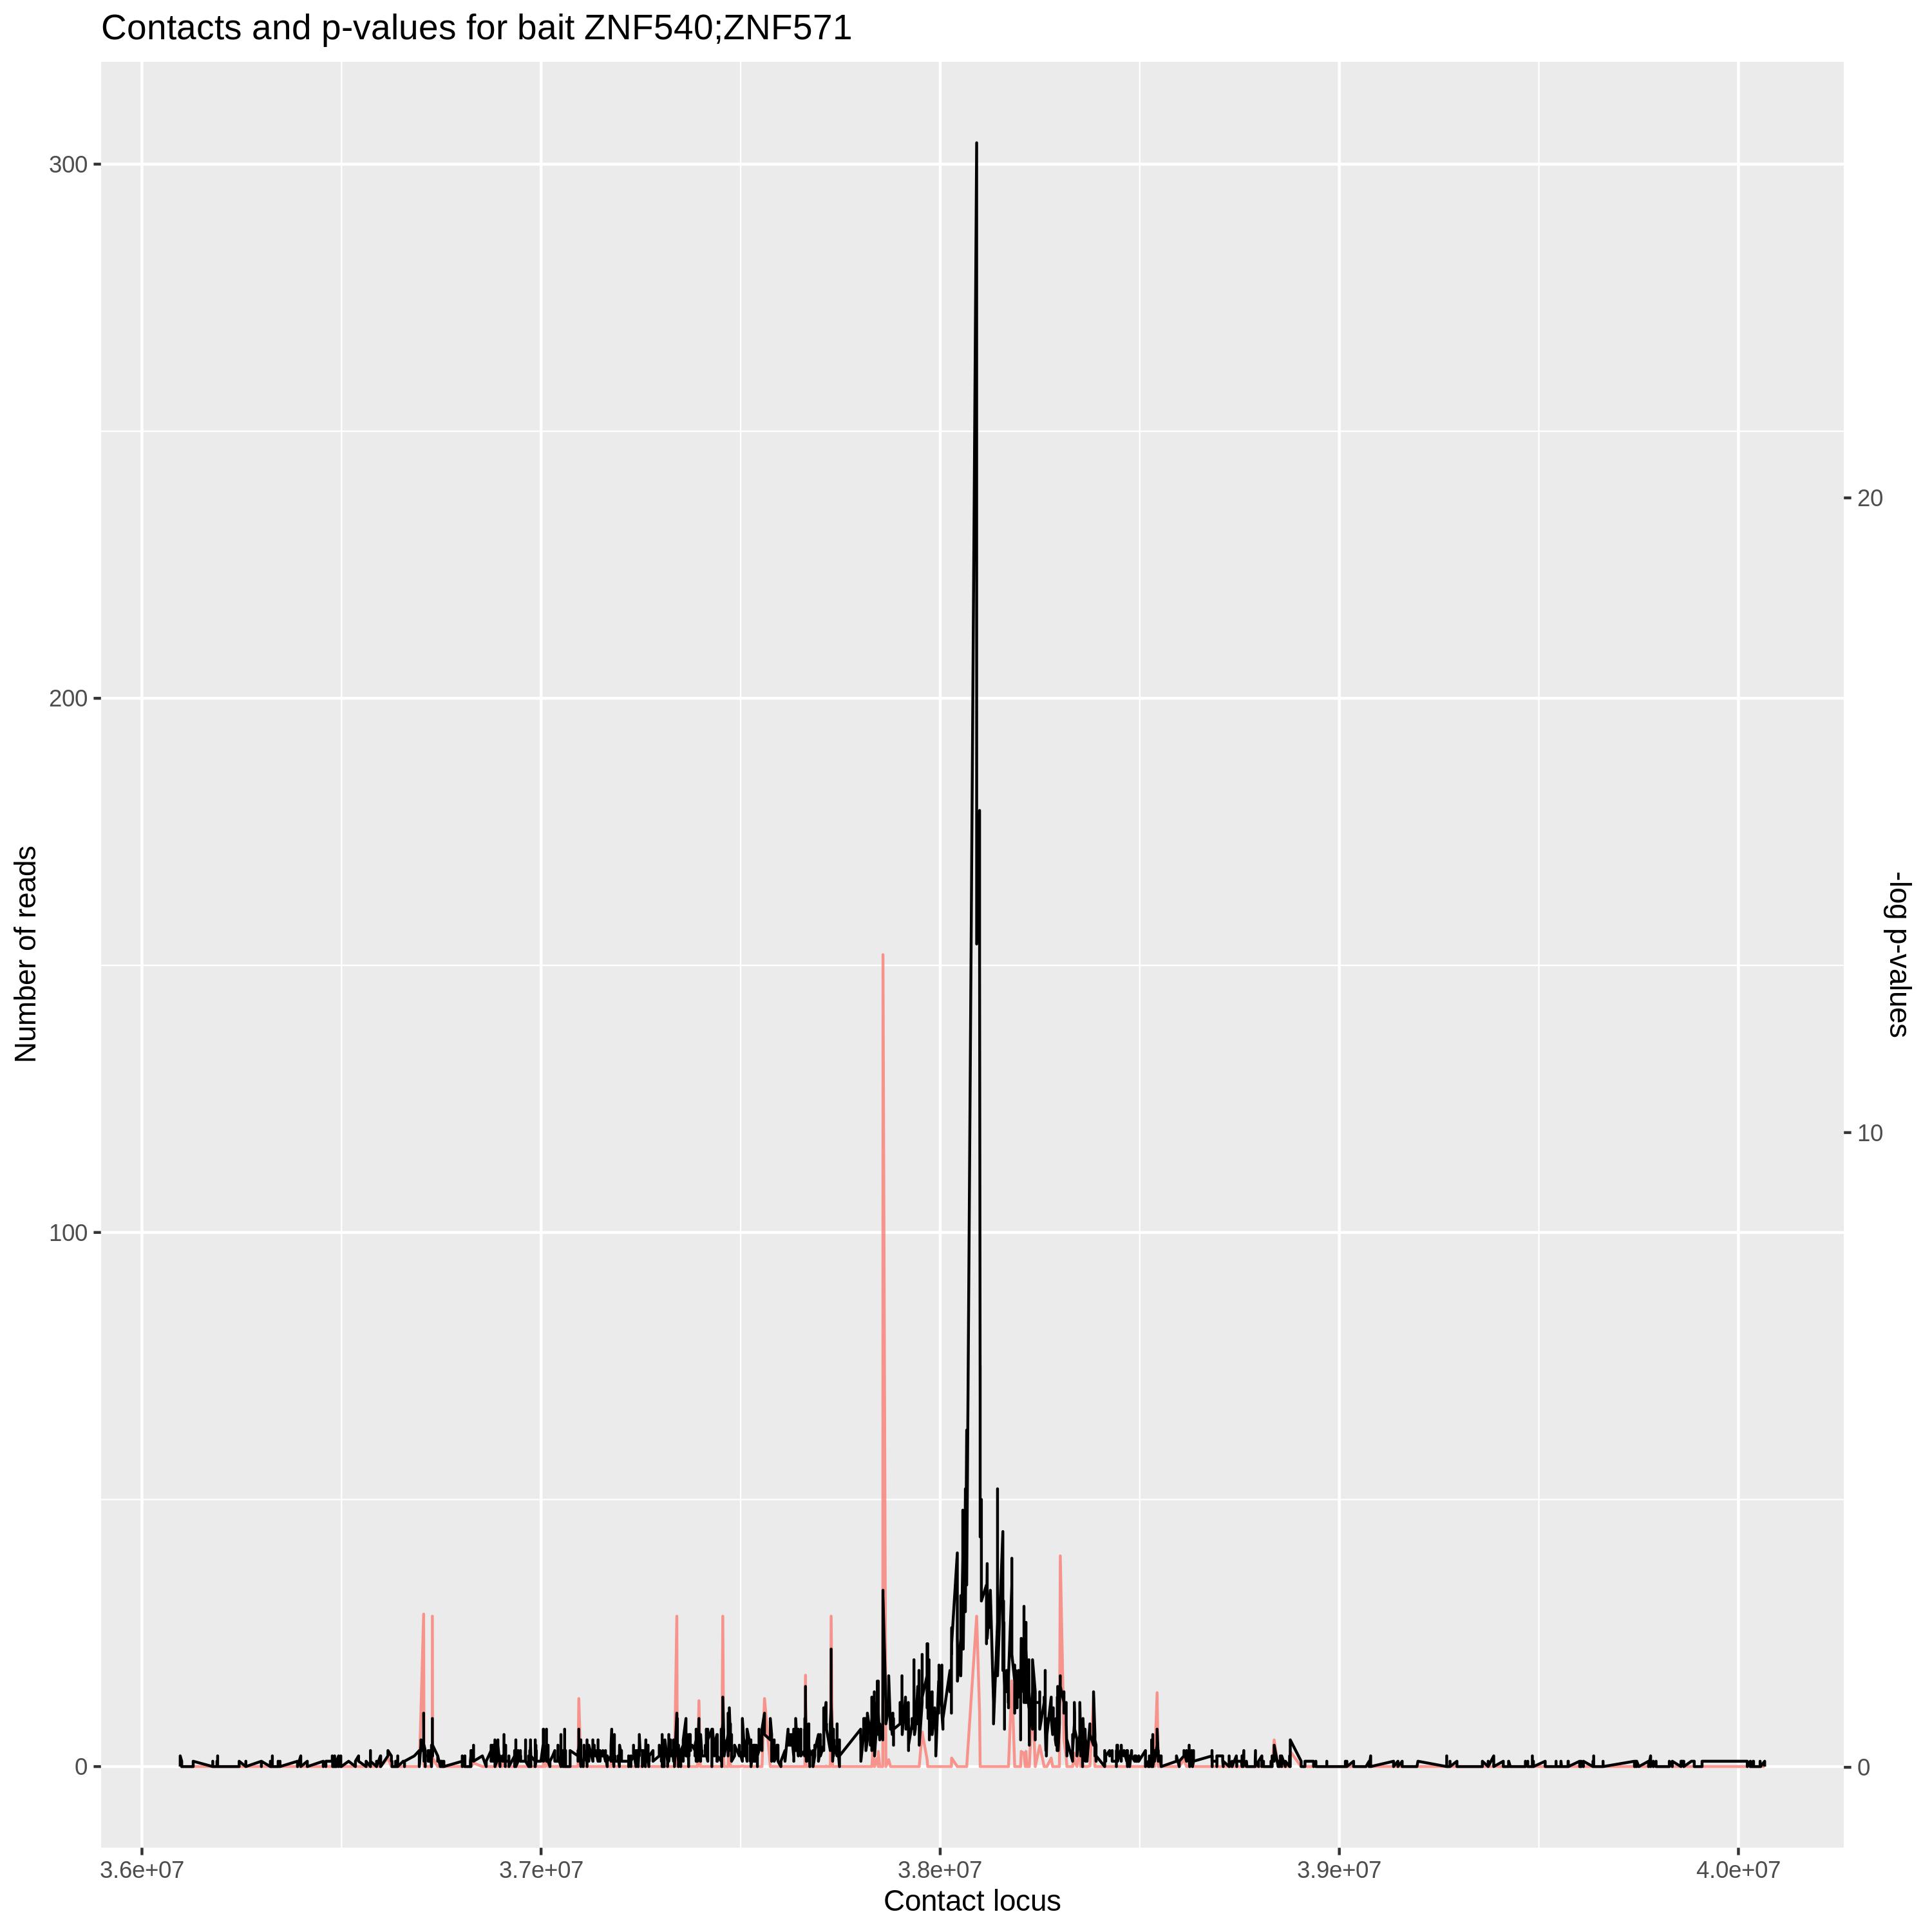 Contacts and p-values for bait ZNF540;ZNF571
300
200
100
0
Number of reads
20
10
0
-log p-values
3.6e+07
3.7e+07
3.8e+07
3.9e+07
4.0e+07
Contact locus